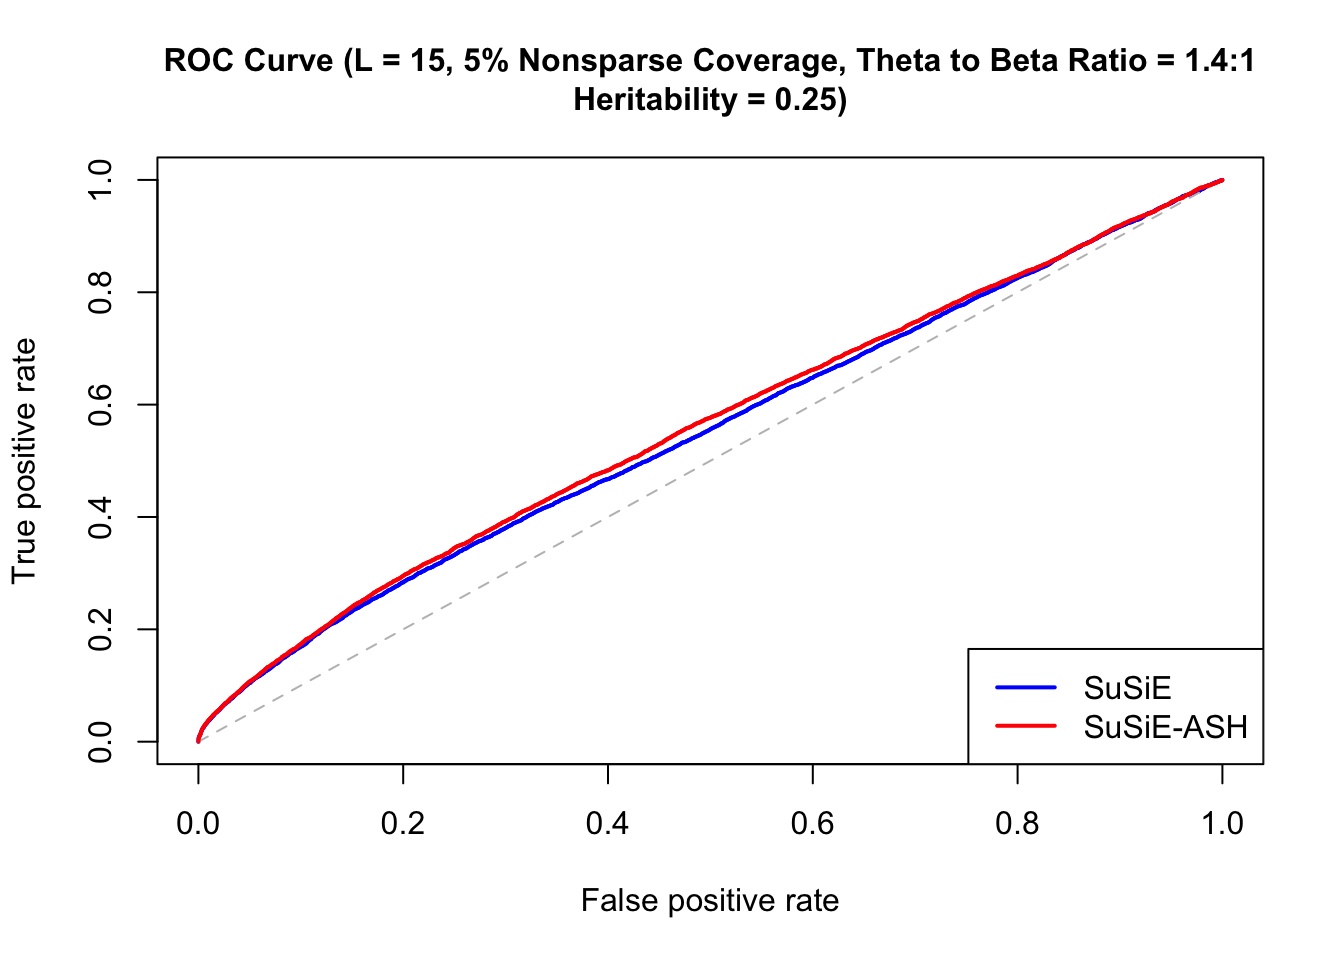 ROC Curve (L = 15, 5% Nonsparse Coverage, Theta to Beta Ratio = 1.4:1
Heritability = 0.25)
True positive rate
1.0
0.8
0.6
0.4
0.2
0.0
SuSiE
SuSiE-ASH
0.0 0.2 0.4 0.6 0.8 1.0
False positive rate